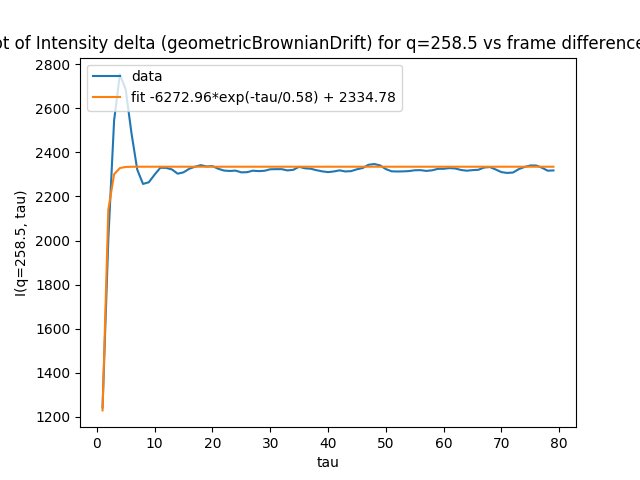 ot of Intensity delta (geometricBrownianDrift) for q=258.5 vs frame difference
data
fit -6272.96*exp(-tau/0.58) + 2334.78
2800
2600
2400
2200
2000
1800
1600
1400
1200
I(q=258.5, tau)
0 10 20 30 40 50 60 70 80
tau